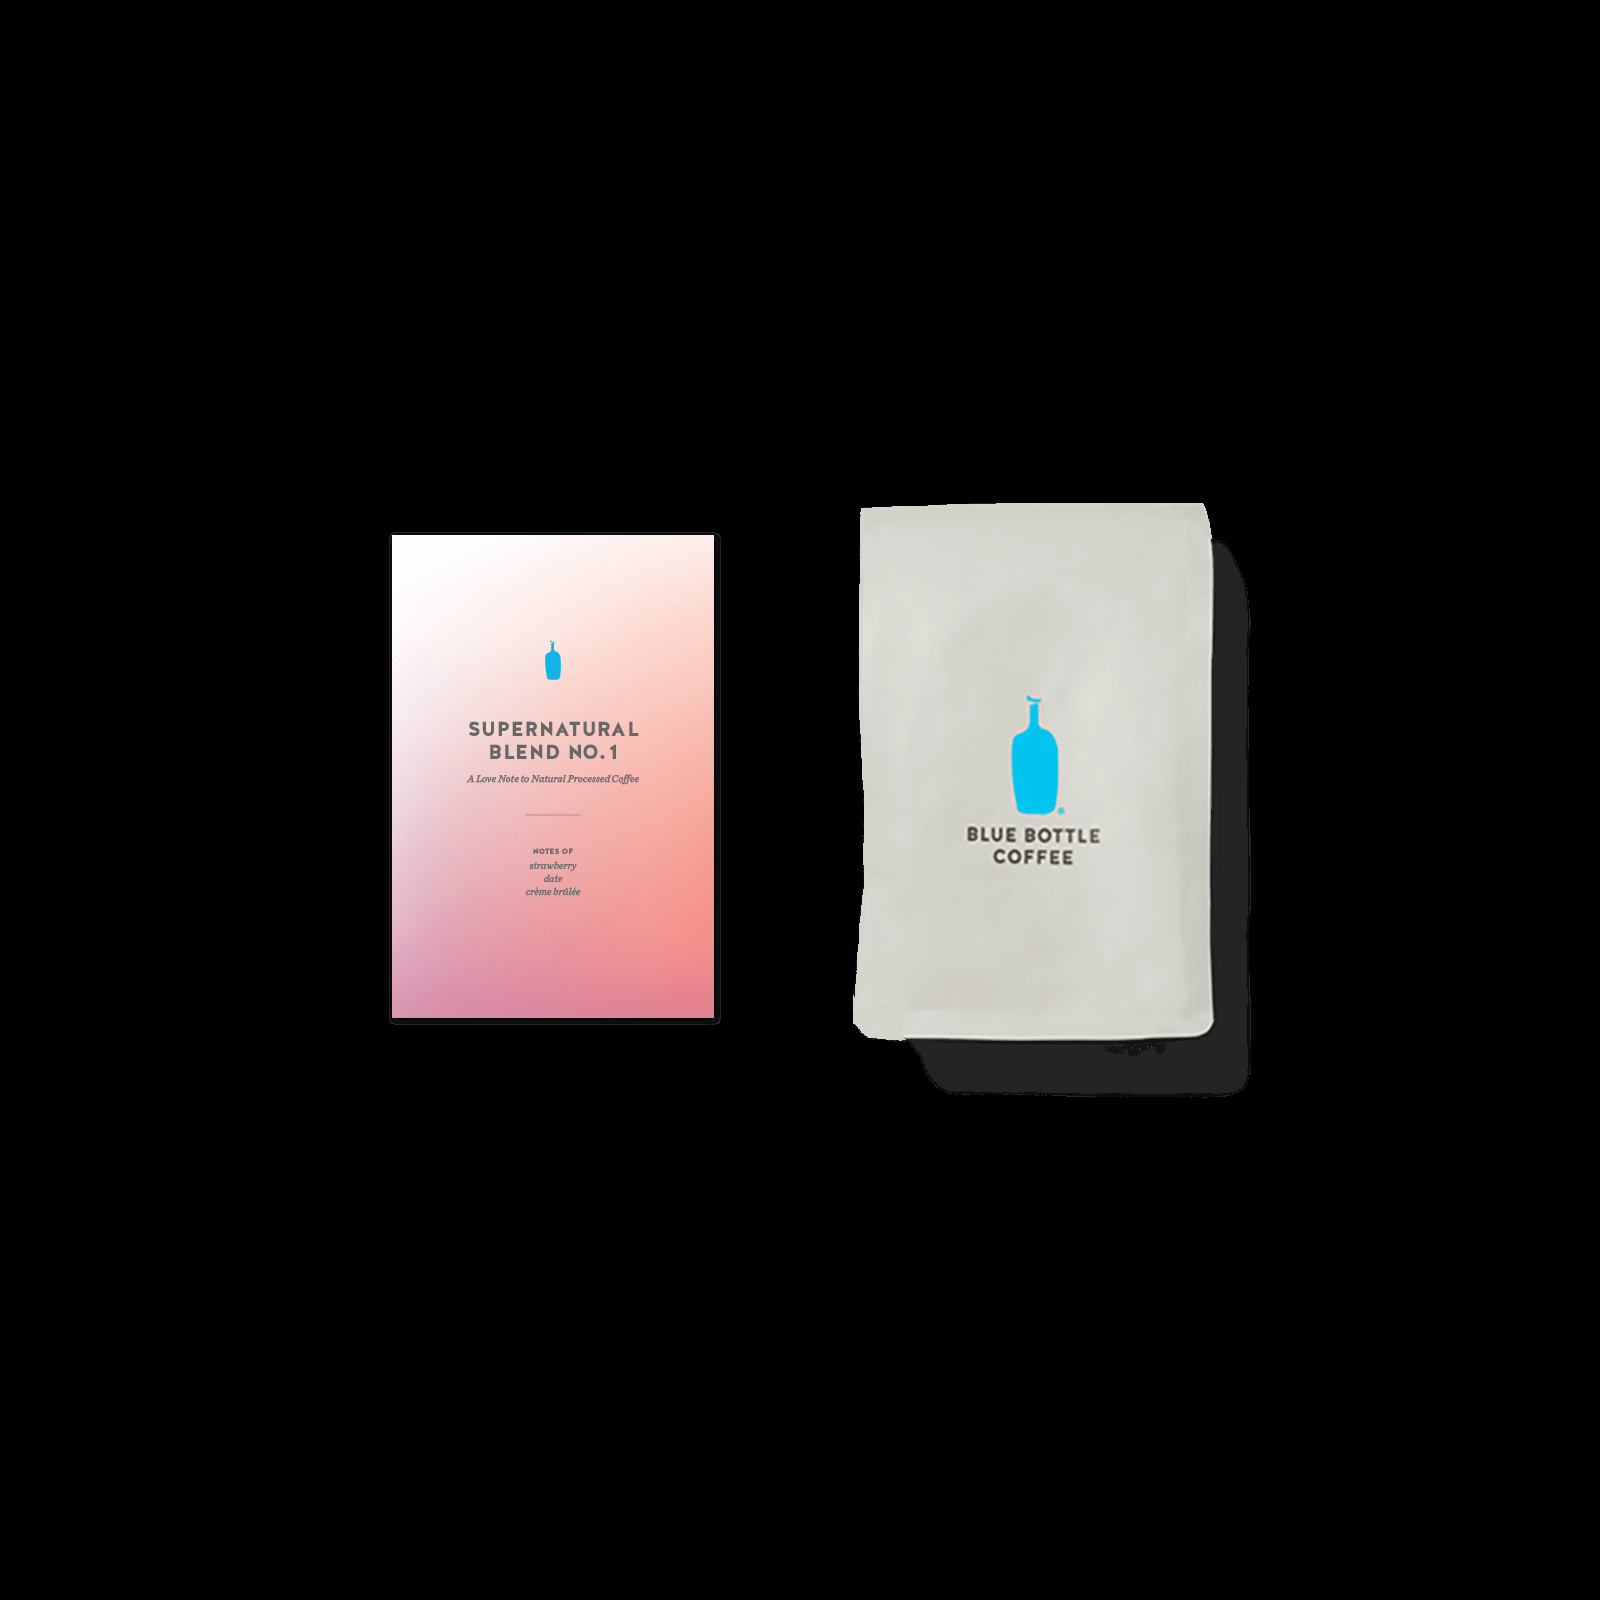 SUPERNATURAL
BLEND NO. 1
A Love Note to Natural Processed Coffee
NOTES OF
strawberry
date
crème brûlée
BLUE BOTTLE
COFFEE